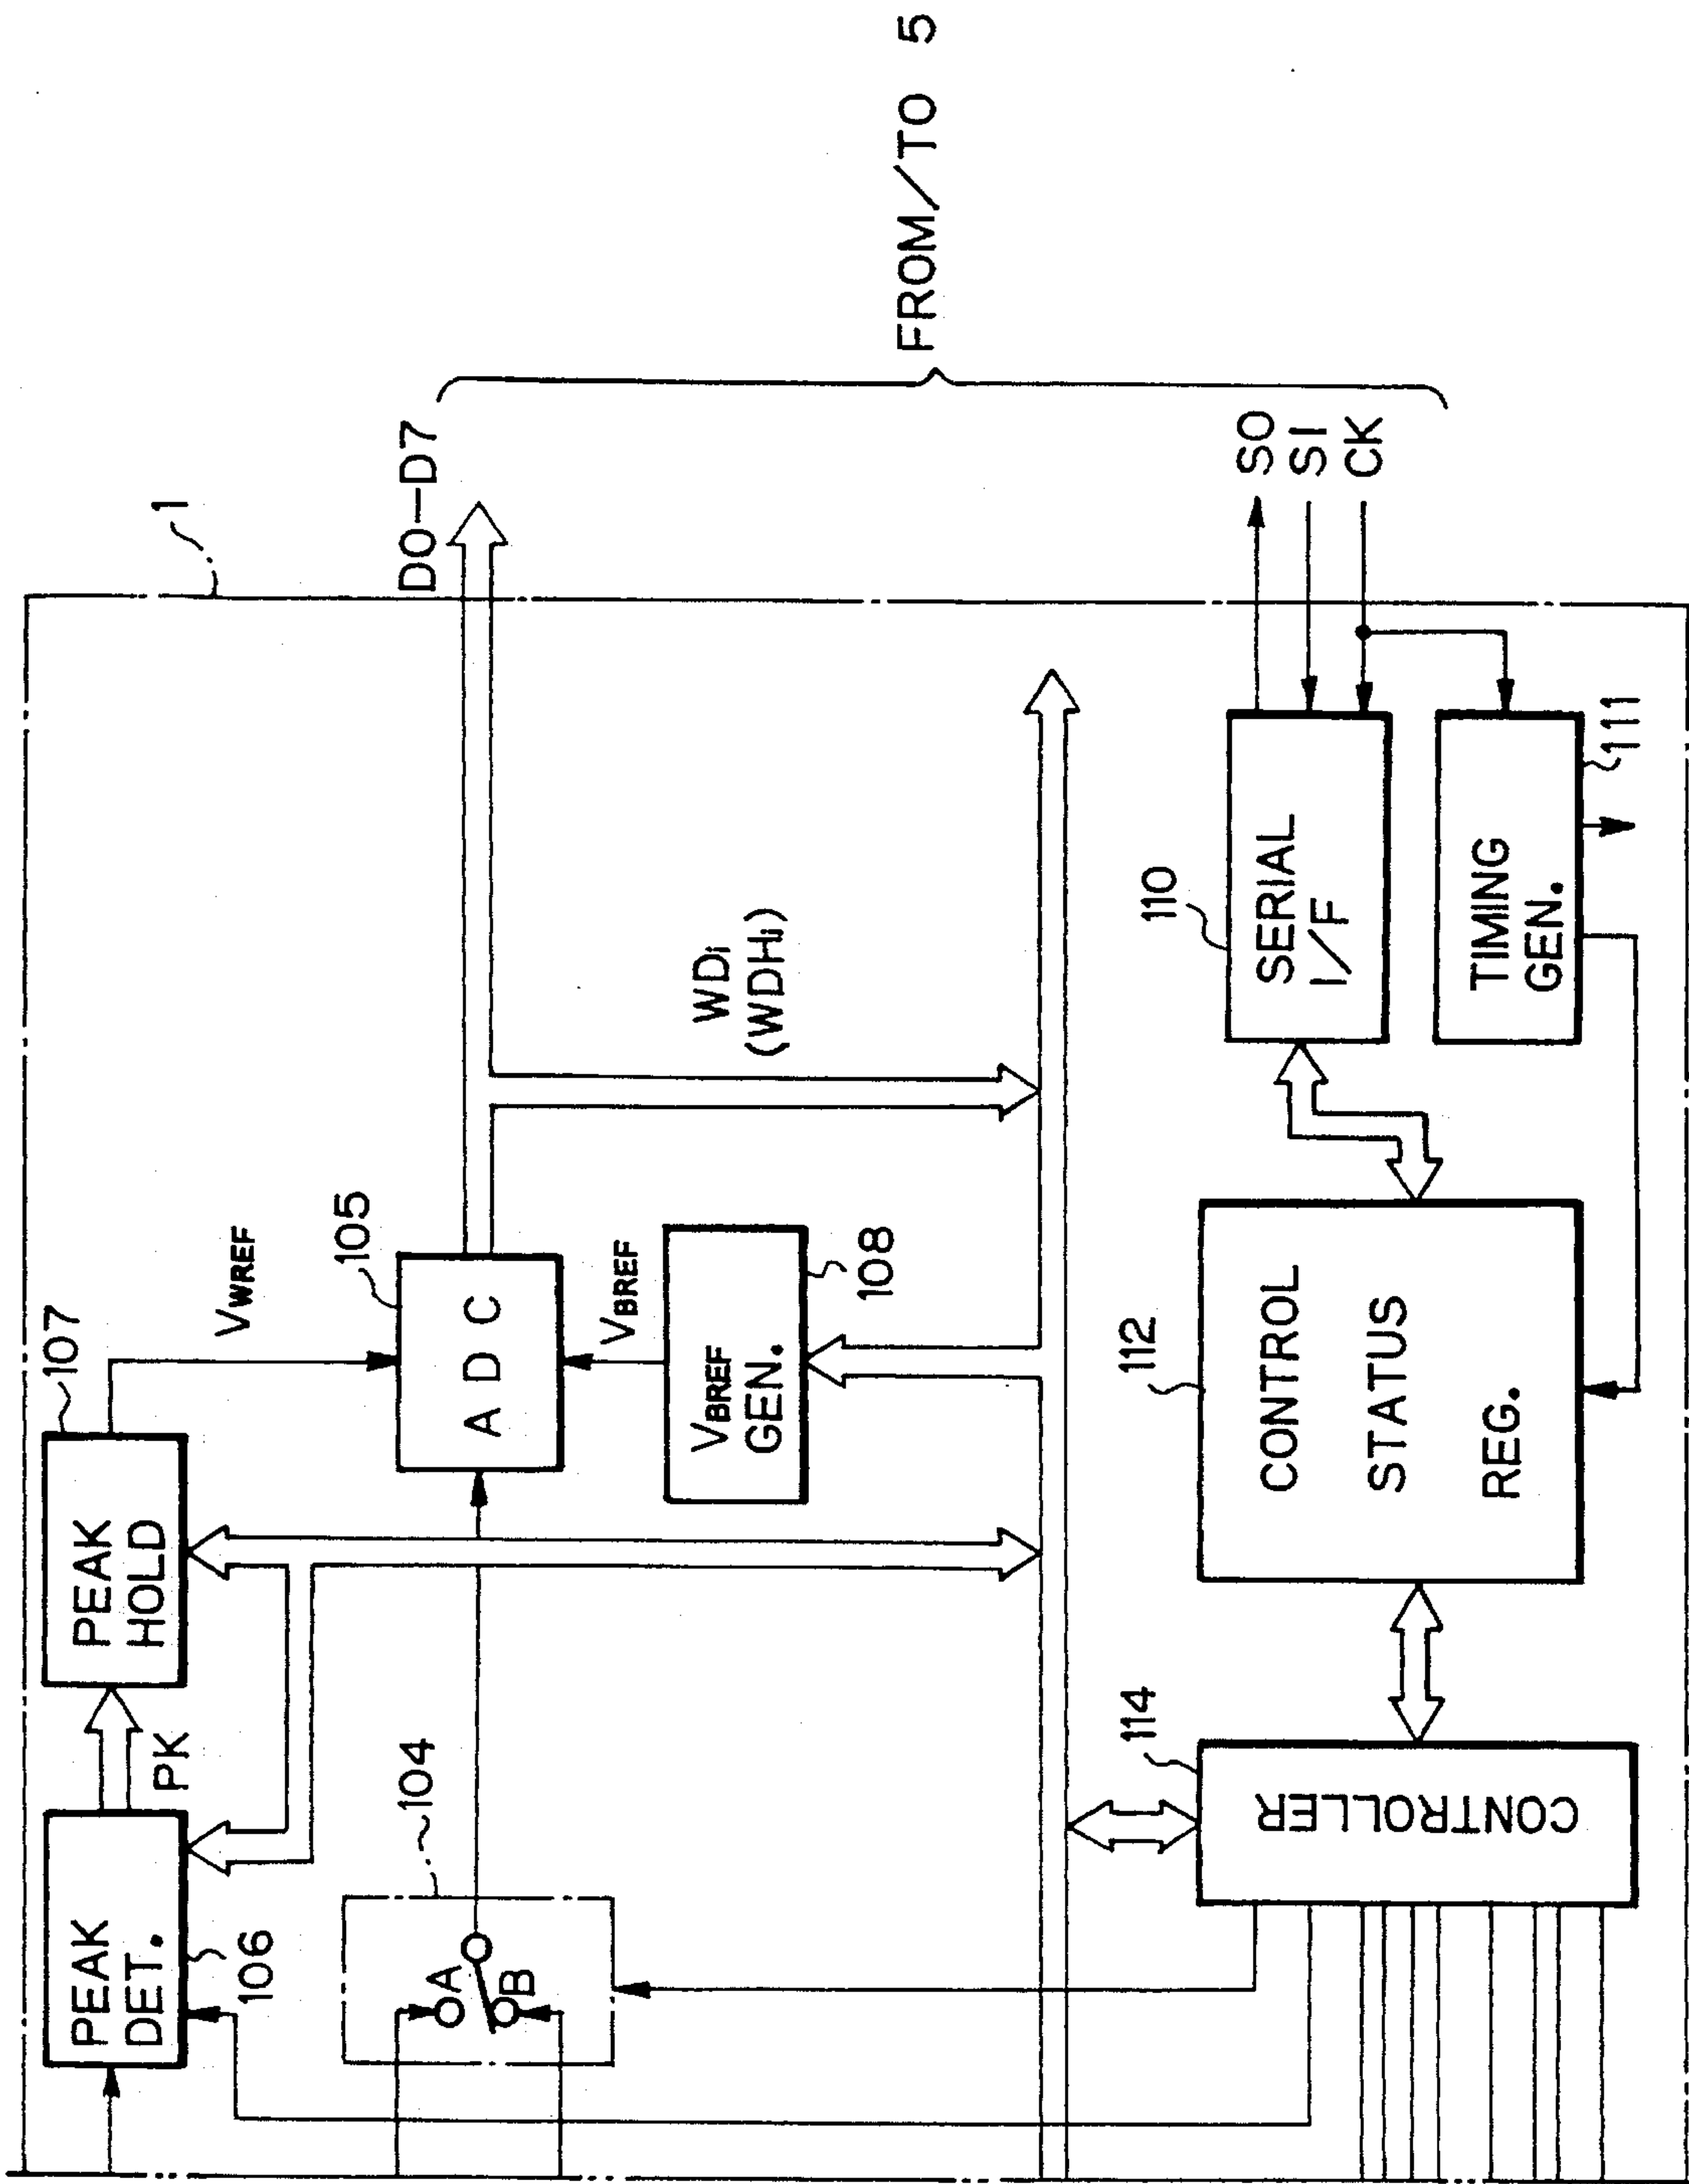 1
PEAK
DET.
106
PK
PEAK
HOLD
107
VWREF
104
A
B
ADC
105
VBREF
VBREF
GEN.
108
D0-D7
WDi
(WDHi)
FROM/TO 5
CONTROLLER
114
CONTROL
STATUS
REG.
112
SERIAL
I/F
110
TIMING
GEN.
111
SO
SI
CK